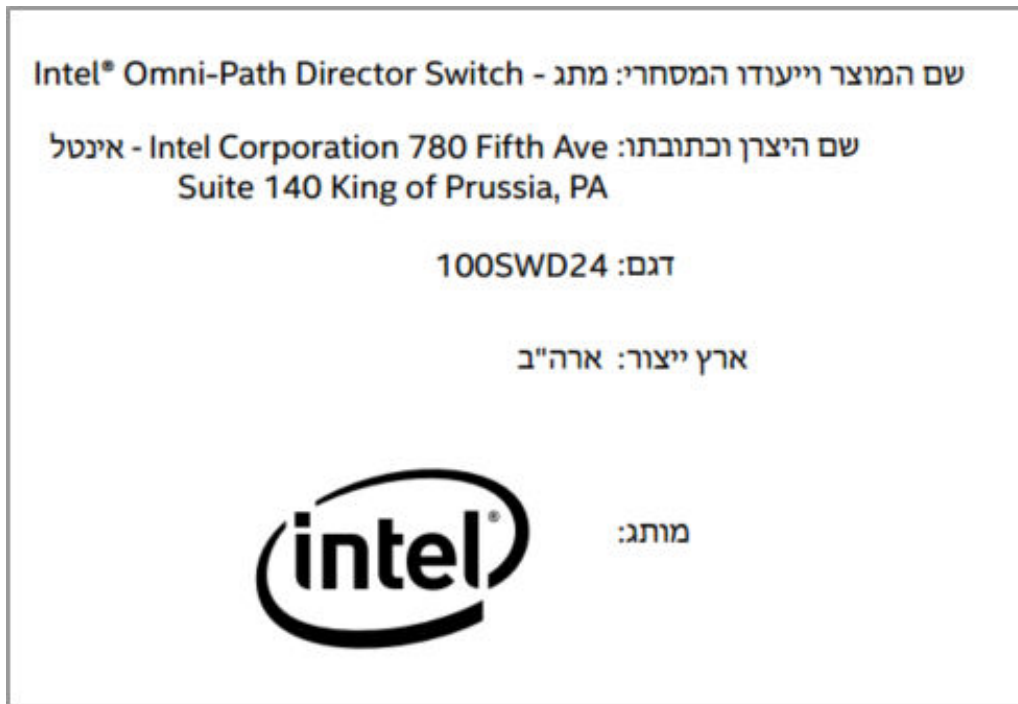 שם המוצר וייעודו המסחרי: מתג - Intel® Omni-Path Director Switch
שם היצרן וכתובתו: Intel Corporation 780 Fifth Ave - אינטל
Suite 140 King of Prussia, PA
דגם: 100SWD24
ארץ ייצור: ארה"ב
מותג:
intel®